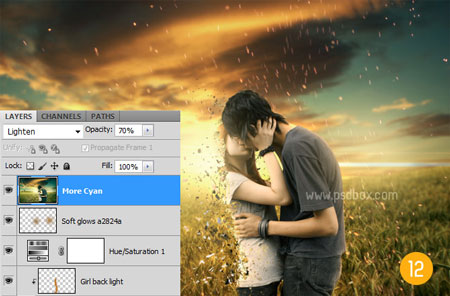 LAYERS CHANNELS PATHS
Lighten Opacity: 70%
Unify: Propagate Frame 1
Lock: Fill: 100%
More Cyan
Soft glows a2824a
Hue/Saturation 1
Girl back light
www.psdbox.com
12